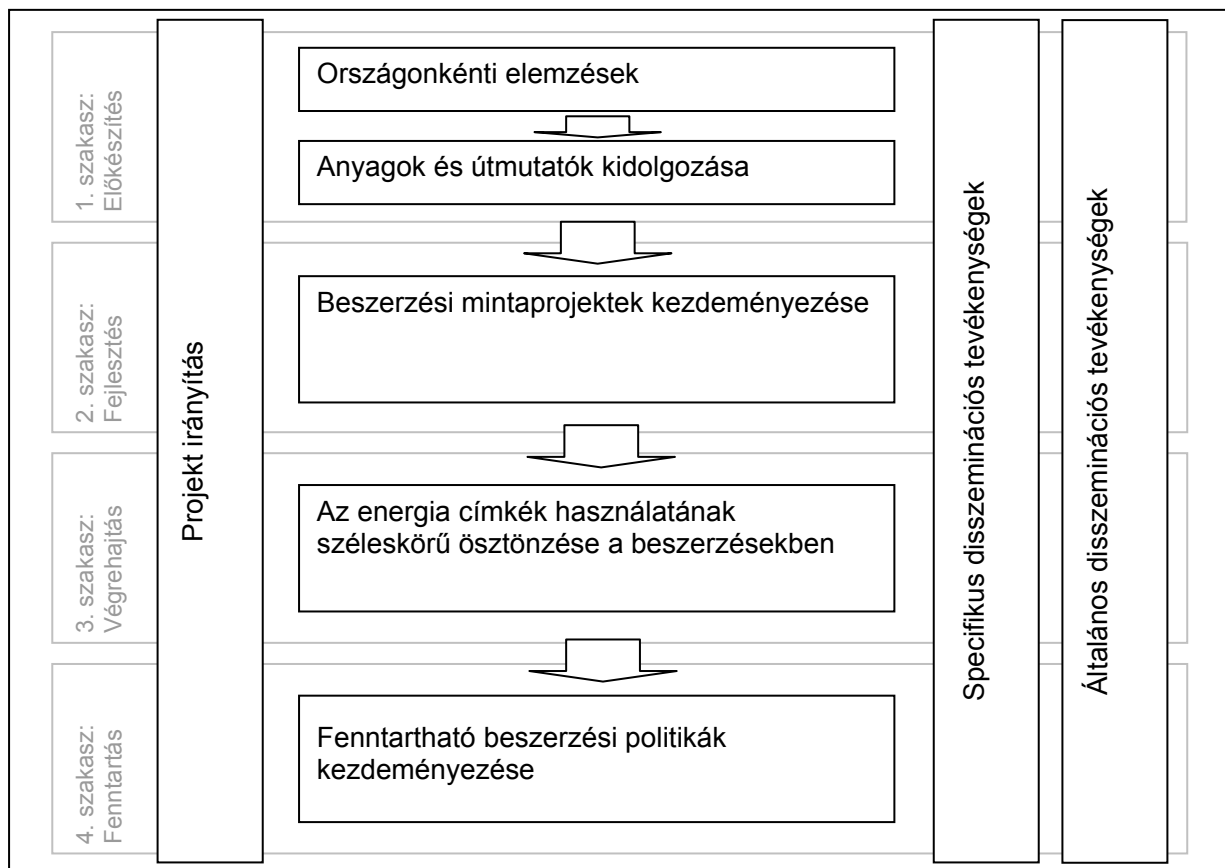 1. szakasz:
Előkészítés
2. szakasz:
Fejlesztés
3. szakasz:
Végrehajtás
4. szakasz:
Fenntartás
Projekt irányítás
Országonkénti elemzések
Anyagok és útmutatók kidolgozása
Beszerzési mintaprojektek kezdeményezése
Az energia címkék használatának
széleskörű ösztönzése a beszerzésekben
Fenntartható beszerzési politikák
kezdeményezése
Specifikus disszeminációs tevékenységek
Általános disszeminációs tevékenységek